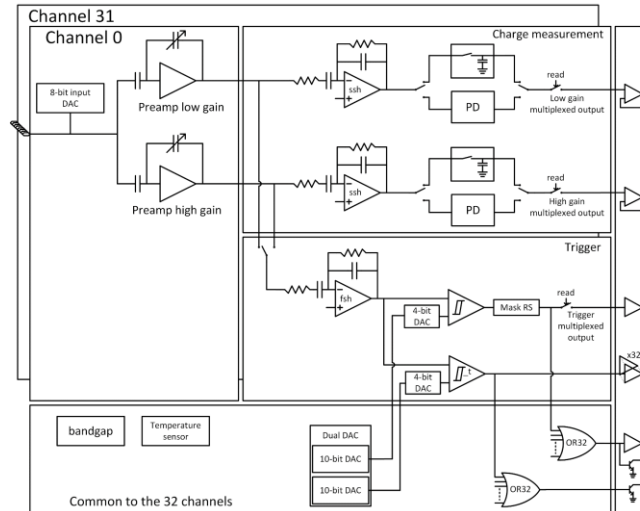 Channel 31
Channel 0
Charge measurement
8-bit input
DAC
Preamp low gain
ssh
PD
read
Low gain
multiplexed output
Preamp high gain
ssh
PD
read
High gain
multiplexed output
Trigger
fsh
4-bit
DAC
Mask RS
read
Trigger
multiplexed
output
4-bit
DAC
_t
x32
bandgap
Temperature
sensor
Dual DAC
10-bit DAC
10-bit DAC
OR32
OR32
Common to the 32 channels